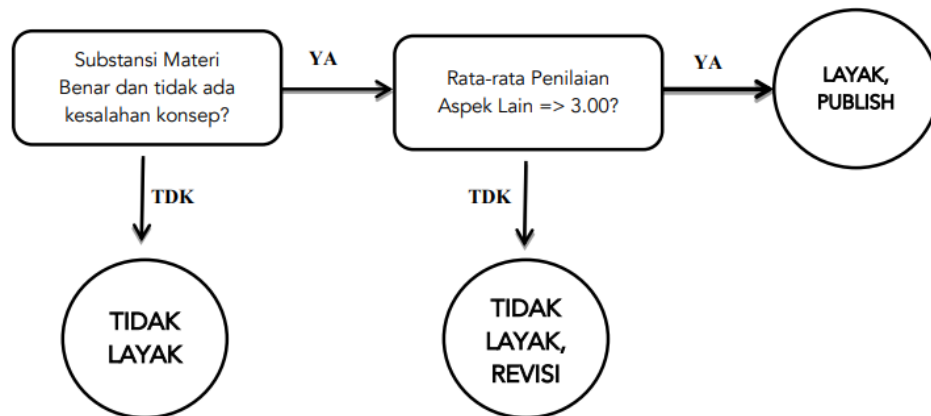 Substansi Materi
Benar dan tidak ada
kesalahan konsep?
YA
Rata-rata Penilaian
Aspek Lain => 3.00?
YA
LAYAK,
PUBLISH
TDK
TDK
TIDAK
LAYAK
TIDAK
LAYAK,
REVISI